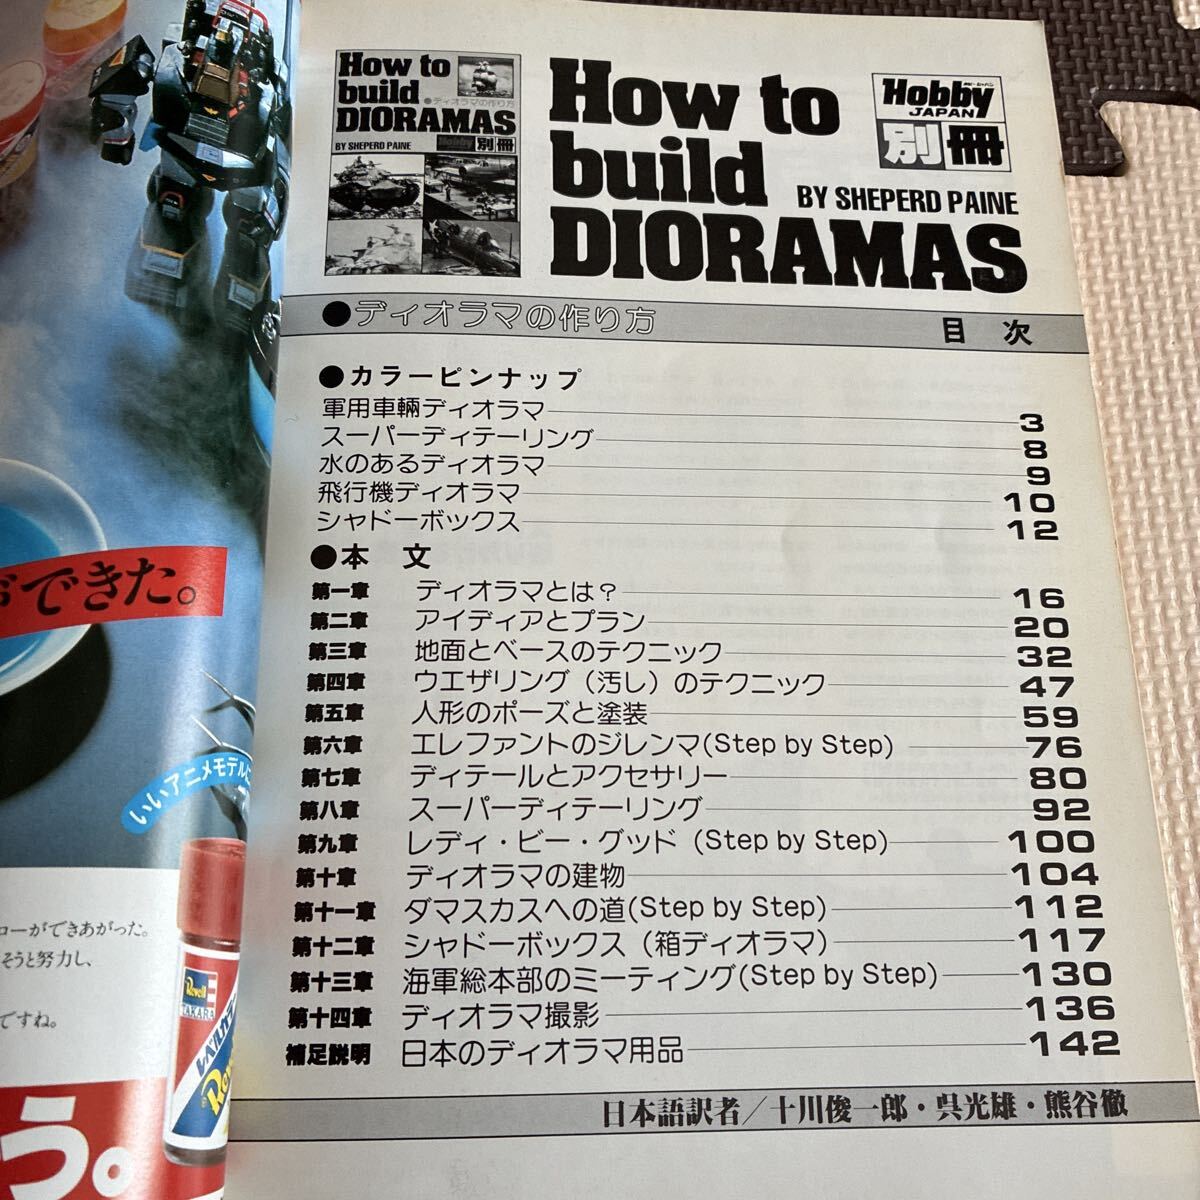 How to
build
DIORAMAS
●ディオラマの作り方
BY SHEPERD PAINE
Hobby
別冊
How to
build
DIORAMAS
BY SHEPERD PAINE
Hobby
JAPAN
別冊
●ディオラマの作り方
目 次
●カラーピンナップ
軍用車輛ディオラマ 3
スーパーディテーリング 8
水のあるディオラマ 9
飛行機ディオラマ 10
シャドーボックス 12
●本 文
第一章 ディオラマとは? 16
第二章 アイディアとプラン 20
第三章 地面とベースのテクニック 32
第四章 ウエザリング(汚し)のテクニック 47
第五章 人形のポーズと塗装 59
第六章 エレファントのジレンマ(Step by Step) 76
第七章 ディテールとアクセサリー 80
第八章 スーパーディテーリング 92
第九章 レディ・ビー・グッド (Step by Step) 100
第十章 ディオラマの建物 104
第十一章 ダマスカスへの道(Step by Step) 112
第十二章 シャドーボックス(箱ディオラマ) 117
第十三章 海軍総本部のミーティング(Step by Step) 130
第十四章 ディオラマ撮影 136
補足説明 日本のディオラマ用品 142
日本語訳者/十川俊一郎・呉光雄・熊谷徹
ができた。
いいアニメモデルに
ローができあがった。
そうと努力し、
ですね。
Revell
TAKARA
レベルカラー
う。